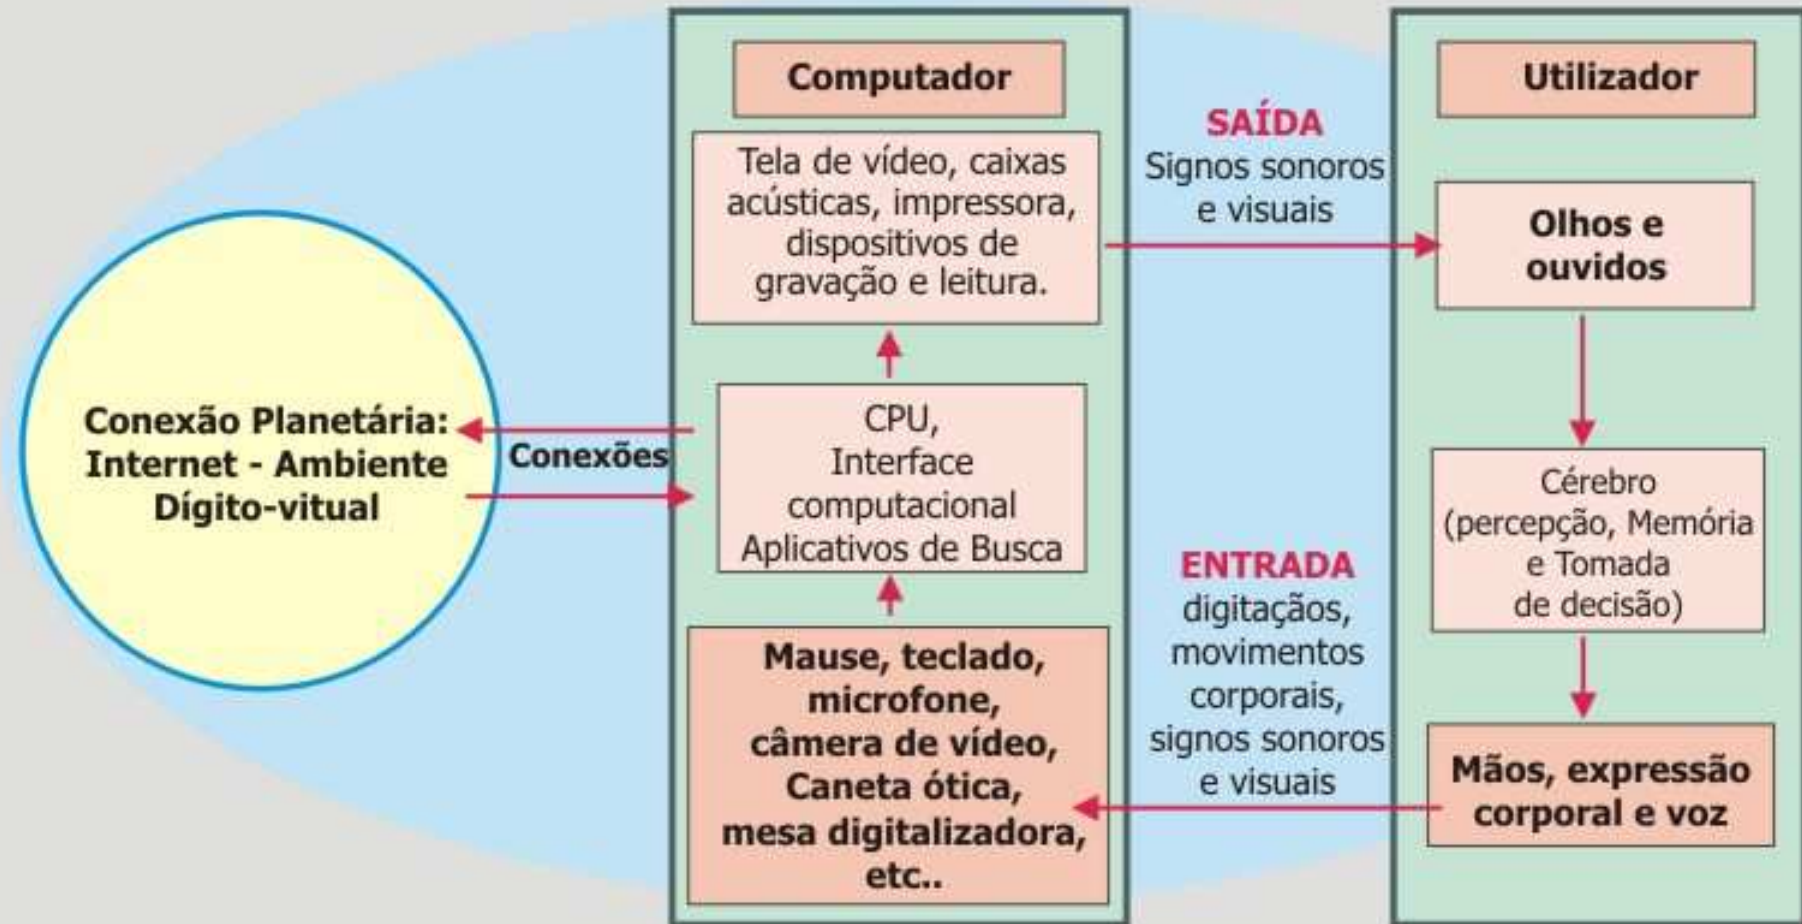 Computador
Tela de vídeo, caixas
acústicas, impressora,
dispositivos de
gravação e leitura.
CPU,
Interface
computacional
Aplicativos de Busca
Mause, teclado,
microfone,
câmera de vídeo,
Caneta ótica,
mesa digitalizadora,
etc..
Conexão Planetária:
Internet - Ambiente
Dígito-vitual
Conexões
SAÍDA
Signos sonoros
e visuais
ENTRADA
digitaçãos,
movimentos
corporais,
signos sonoros
e visuais
Utilizador
Olhos e
ouvidos
Cérebro
(percepção, Memória
e Tomada
de decisão)
Mãos, expressão
corporal e voz